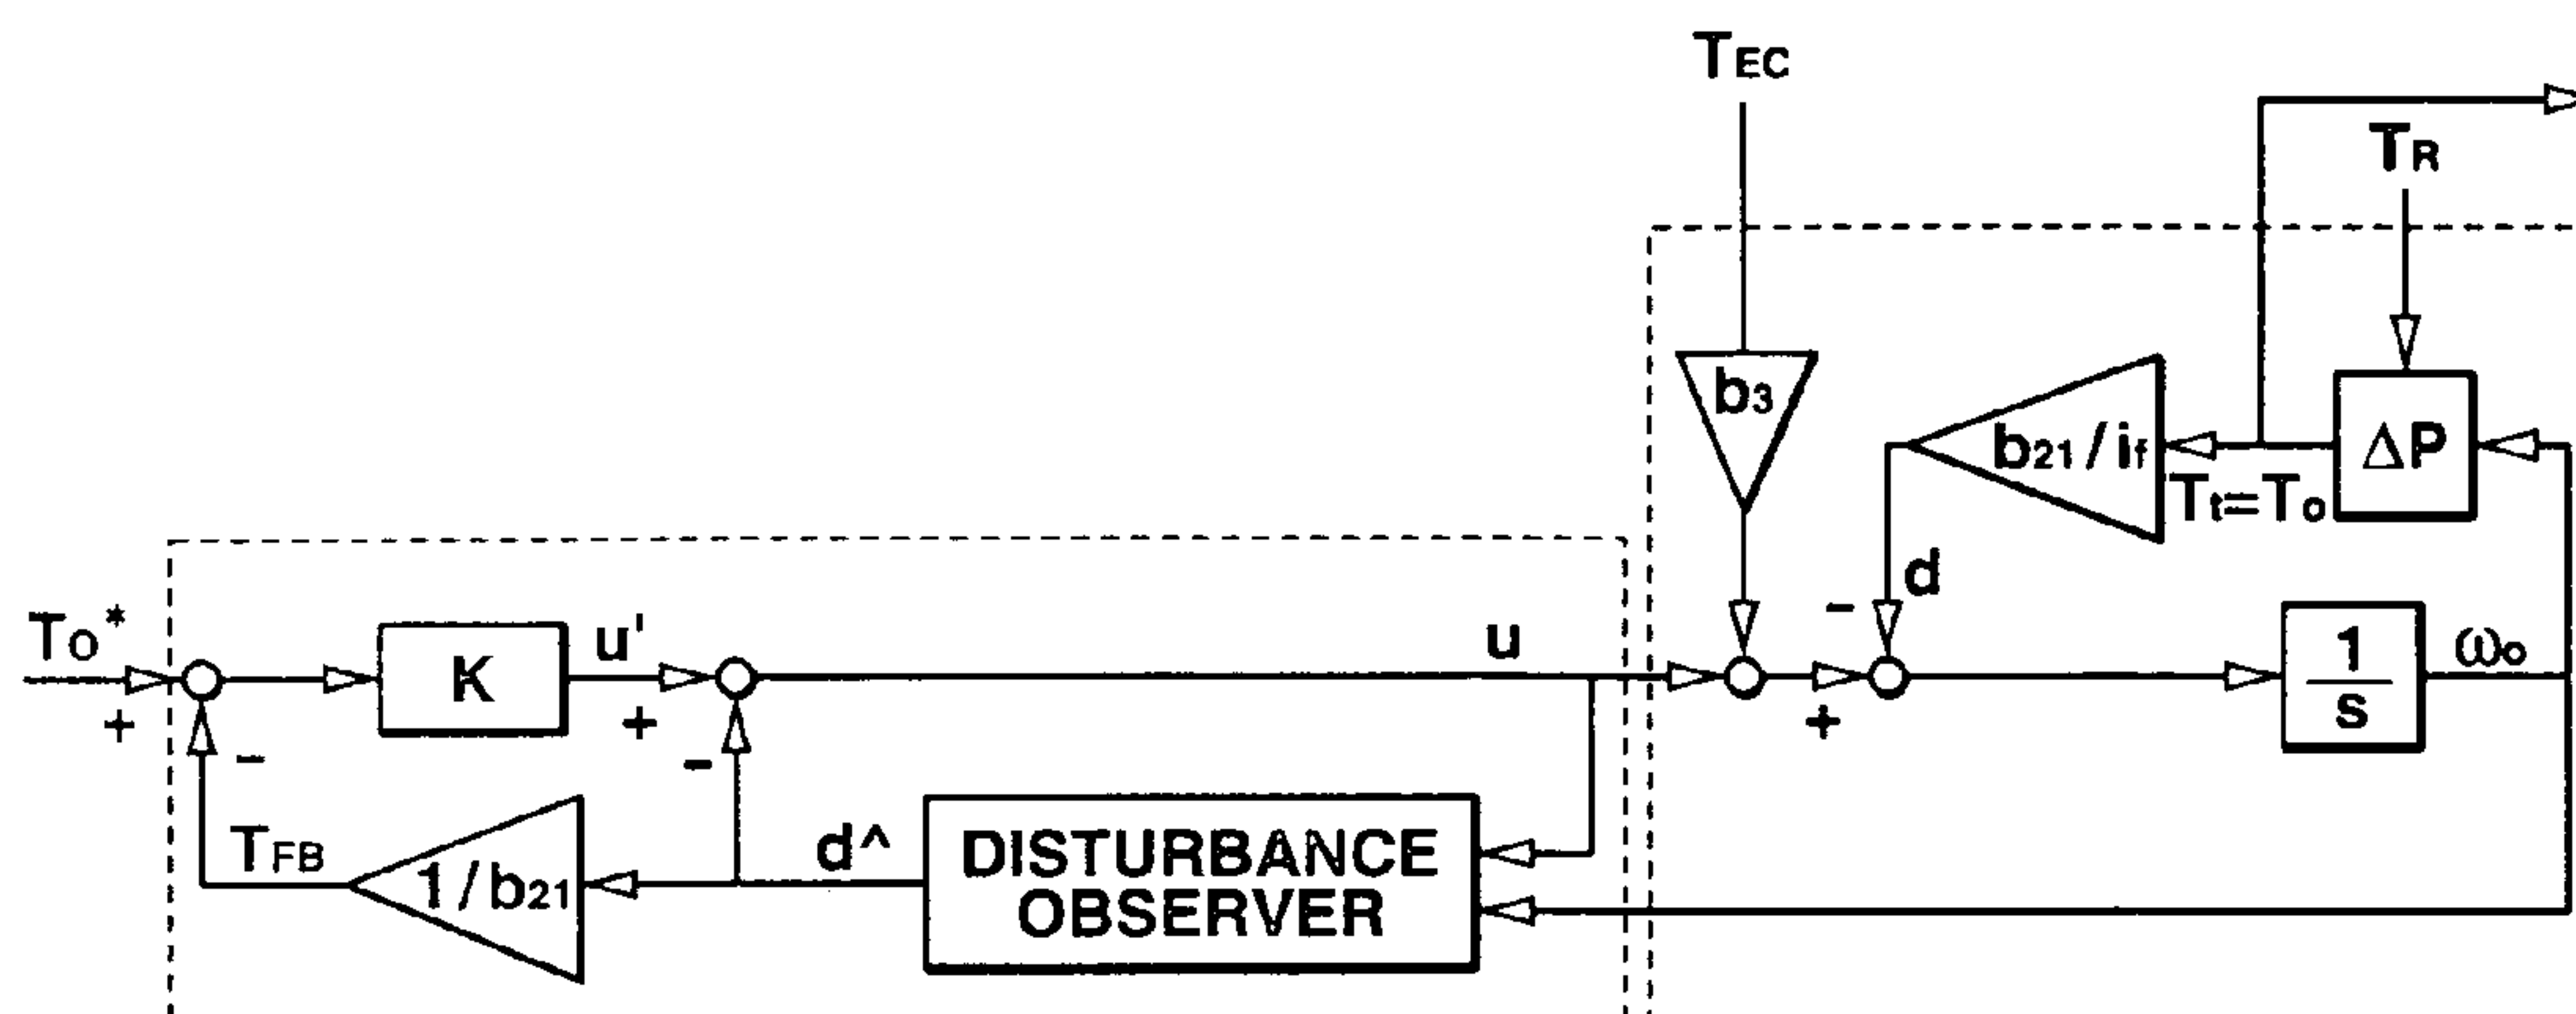 TEC
TR
b3
b21/if
ΔP
Tt=To
d
To*
+
-
K
u'
+
-
u
-
+
1
s
ωo
TFB
1/b21
d^
DISTURBANCE
OBSERVER